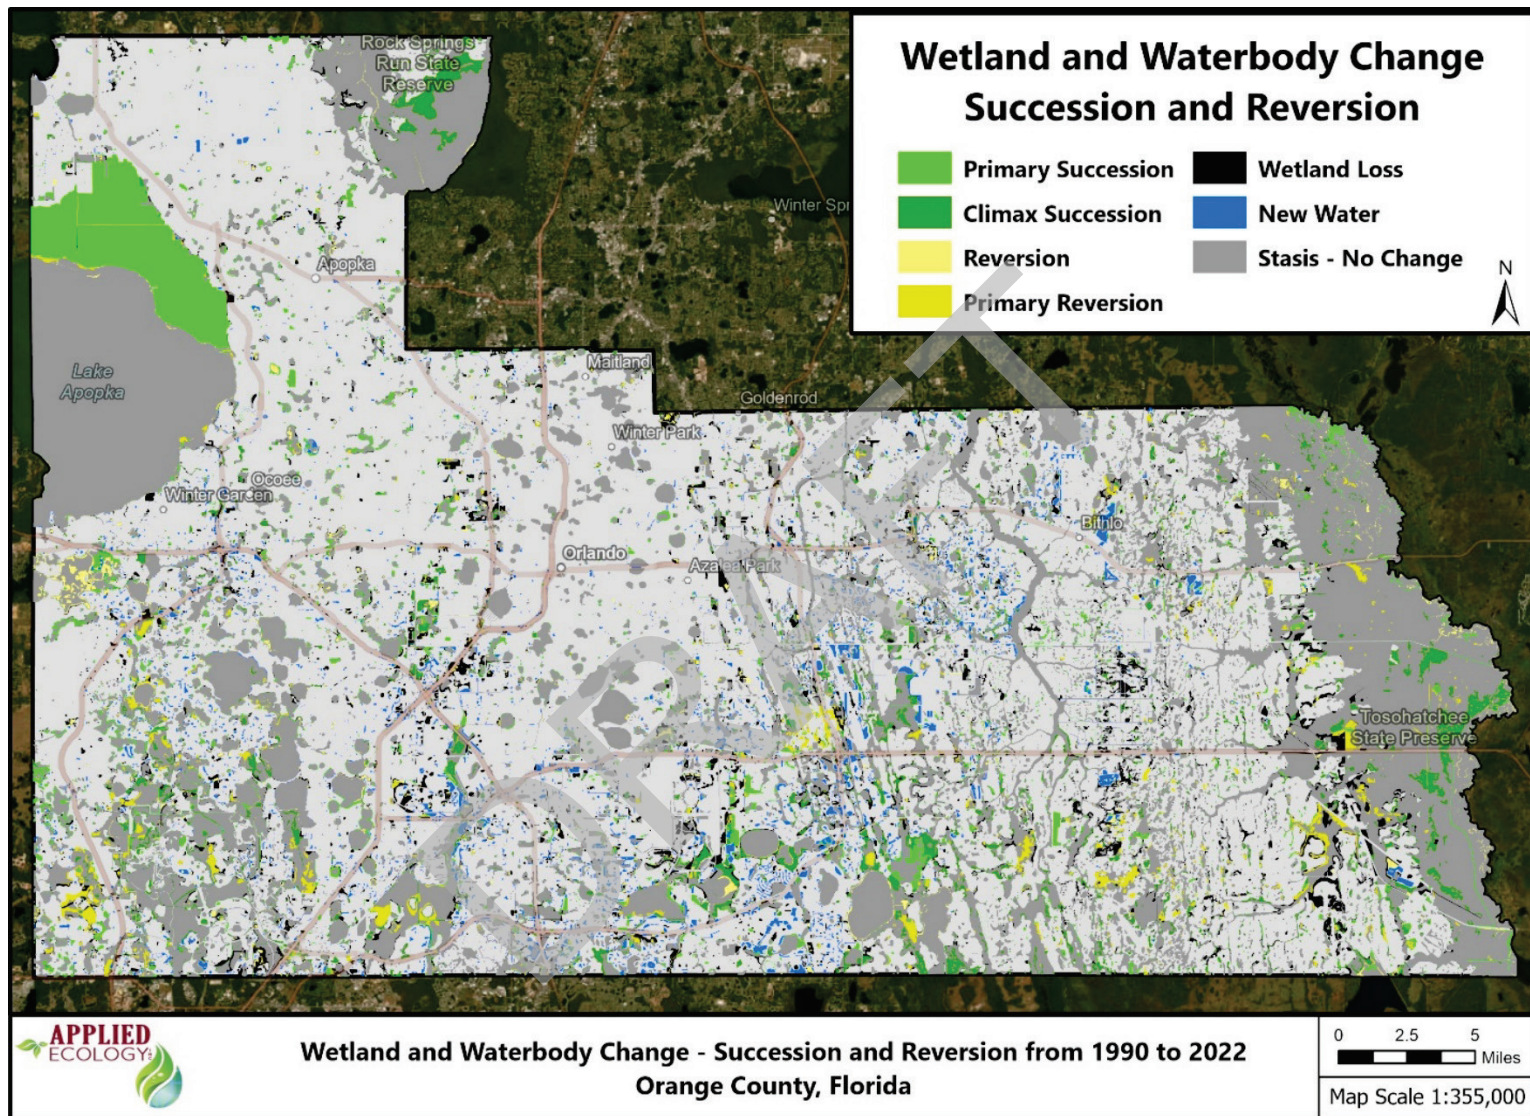 Wetland and Waterbody Change
Succession and Reversion
Primary Succession
Climax Succession
Reversion
Primary Reversion
Wetland Loss
New Water
Stasis - No Change
N
Rock Springs
Run State
Reserve
Winter Spr
Apopka
Lake
Apopka
Maitland
Goldenrod
Winter Park
Ocoee
Winter Garden
Bithlo
Orlando
Azalea Park
Tosohatchee
State Preserve
DRAFT
APPLIED
ECOLOGY
Wetland and Waterbody Change - Succession and Reversion from 1990 to 2022
Orange County, Florida
0 2.5 5
Miles
Map Scale 1:355,000